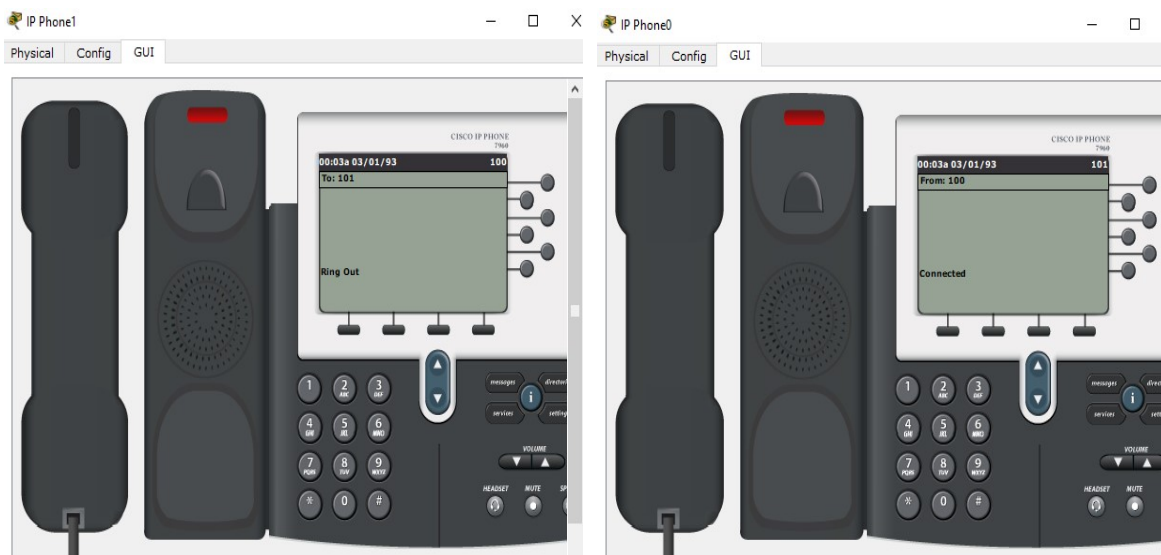 IP Phone1
Physical Config GUI
CISCO IP PHONE
7960
00:03a 03/01/93 100
To: 101
Ring Out
1 2 ABC 3 DEF
4 GHI 5 JKL 6 MNO
7 PQRS 8 TUV 9 WXYZ
* 0 #
messages
i
services
VOLUME
HEADSET MUTE
IP Phone0
Physical Config GUI
CISCO IP PHONE
7960
00:03a 03/01/93 101
From: 100
Connected
1 2 ABC 3 DEF
4 GHI 5 JKL 6 MNO
7 PQRS 8 TUV 9 WXYZ
* 0 #
messages
i
services
VOLUME
HEADSET MUTE